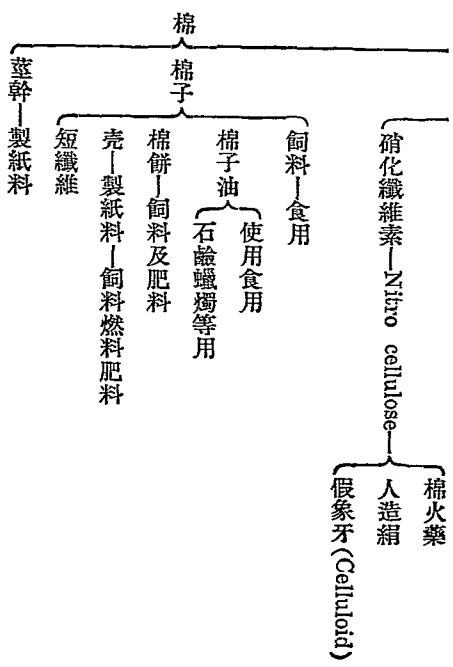 棉
硝化纖維素—Nitro cellulose—
棉火藥
人造絹
假象牙(Celluloid)
棉子
飼料—食用
棉子油
使用食用
石鹼蠟燭等用
棉餅—飼料及肥料
壳—製紙料—飼料燃料肥料
短纖維
莖幹—製紙料